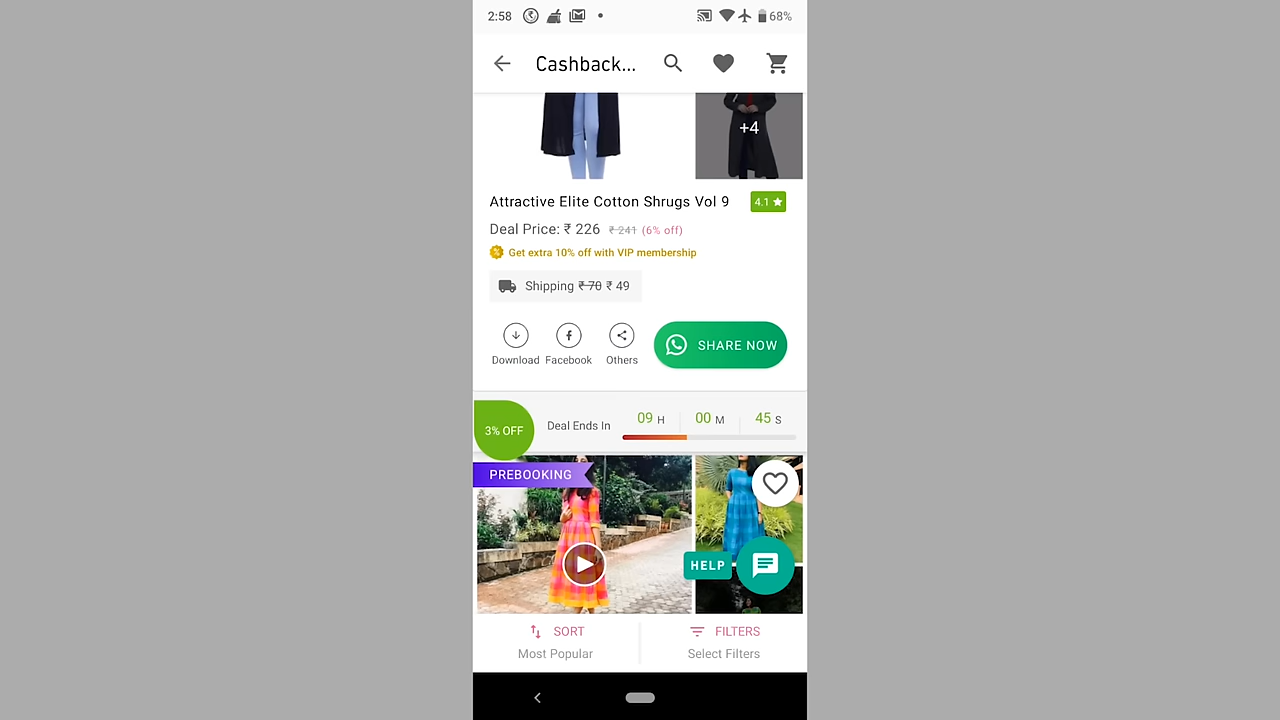 2:58
68%
Cashback...
+4
Attractive Elite Cotton Shrugs Vol 9
4.1
Deal Price: ₹ 226 ₹ 241 (6% off)
Get extra 10% off with VIP membership
Shipping ₹ 70 ₹ 49
SHARE NOW
Download Facebook Others
3% OFF
Deal Ends In
09 H 00 M 45 S
PREBOOKING
HELP
SORT
Most Popular
FILTERS
Select Filters